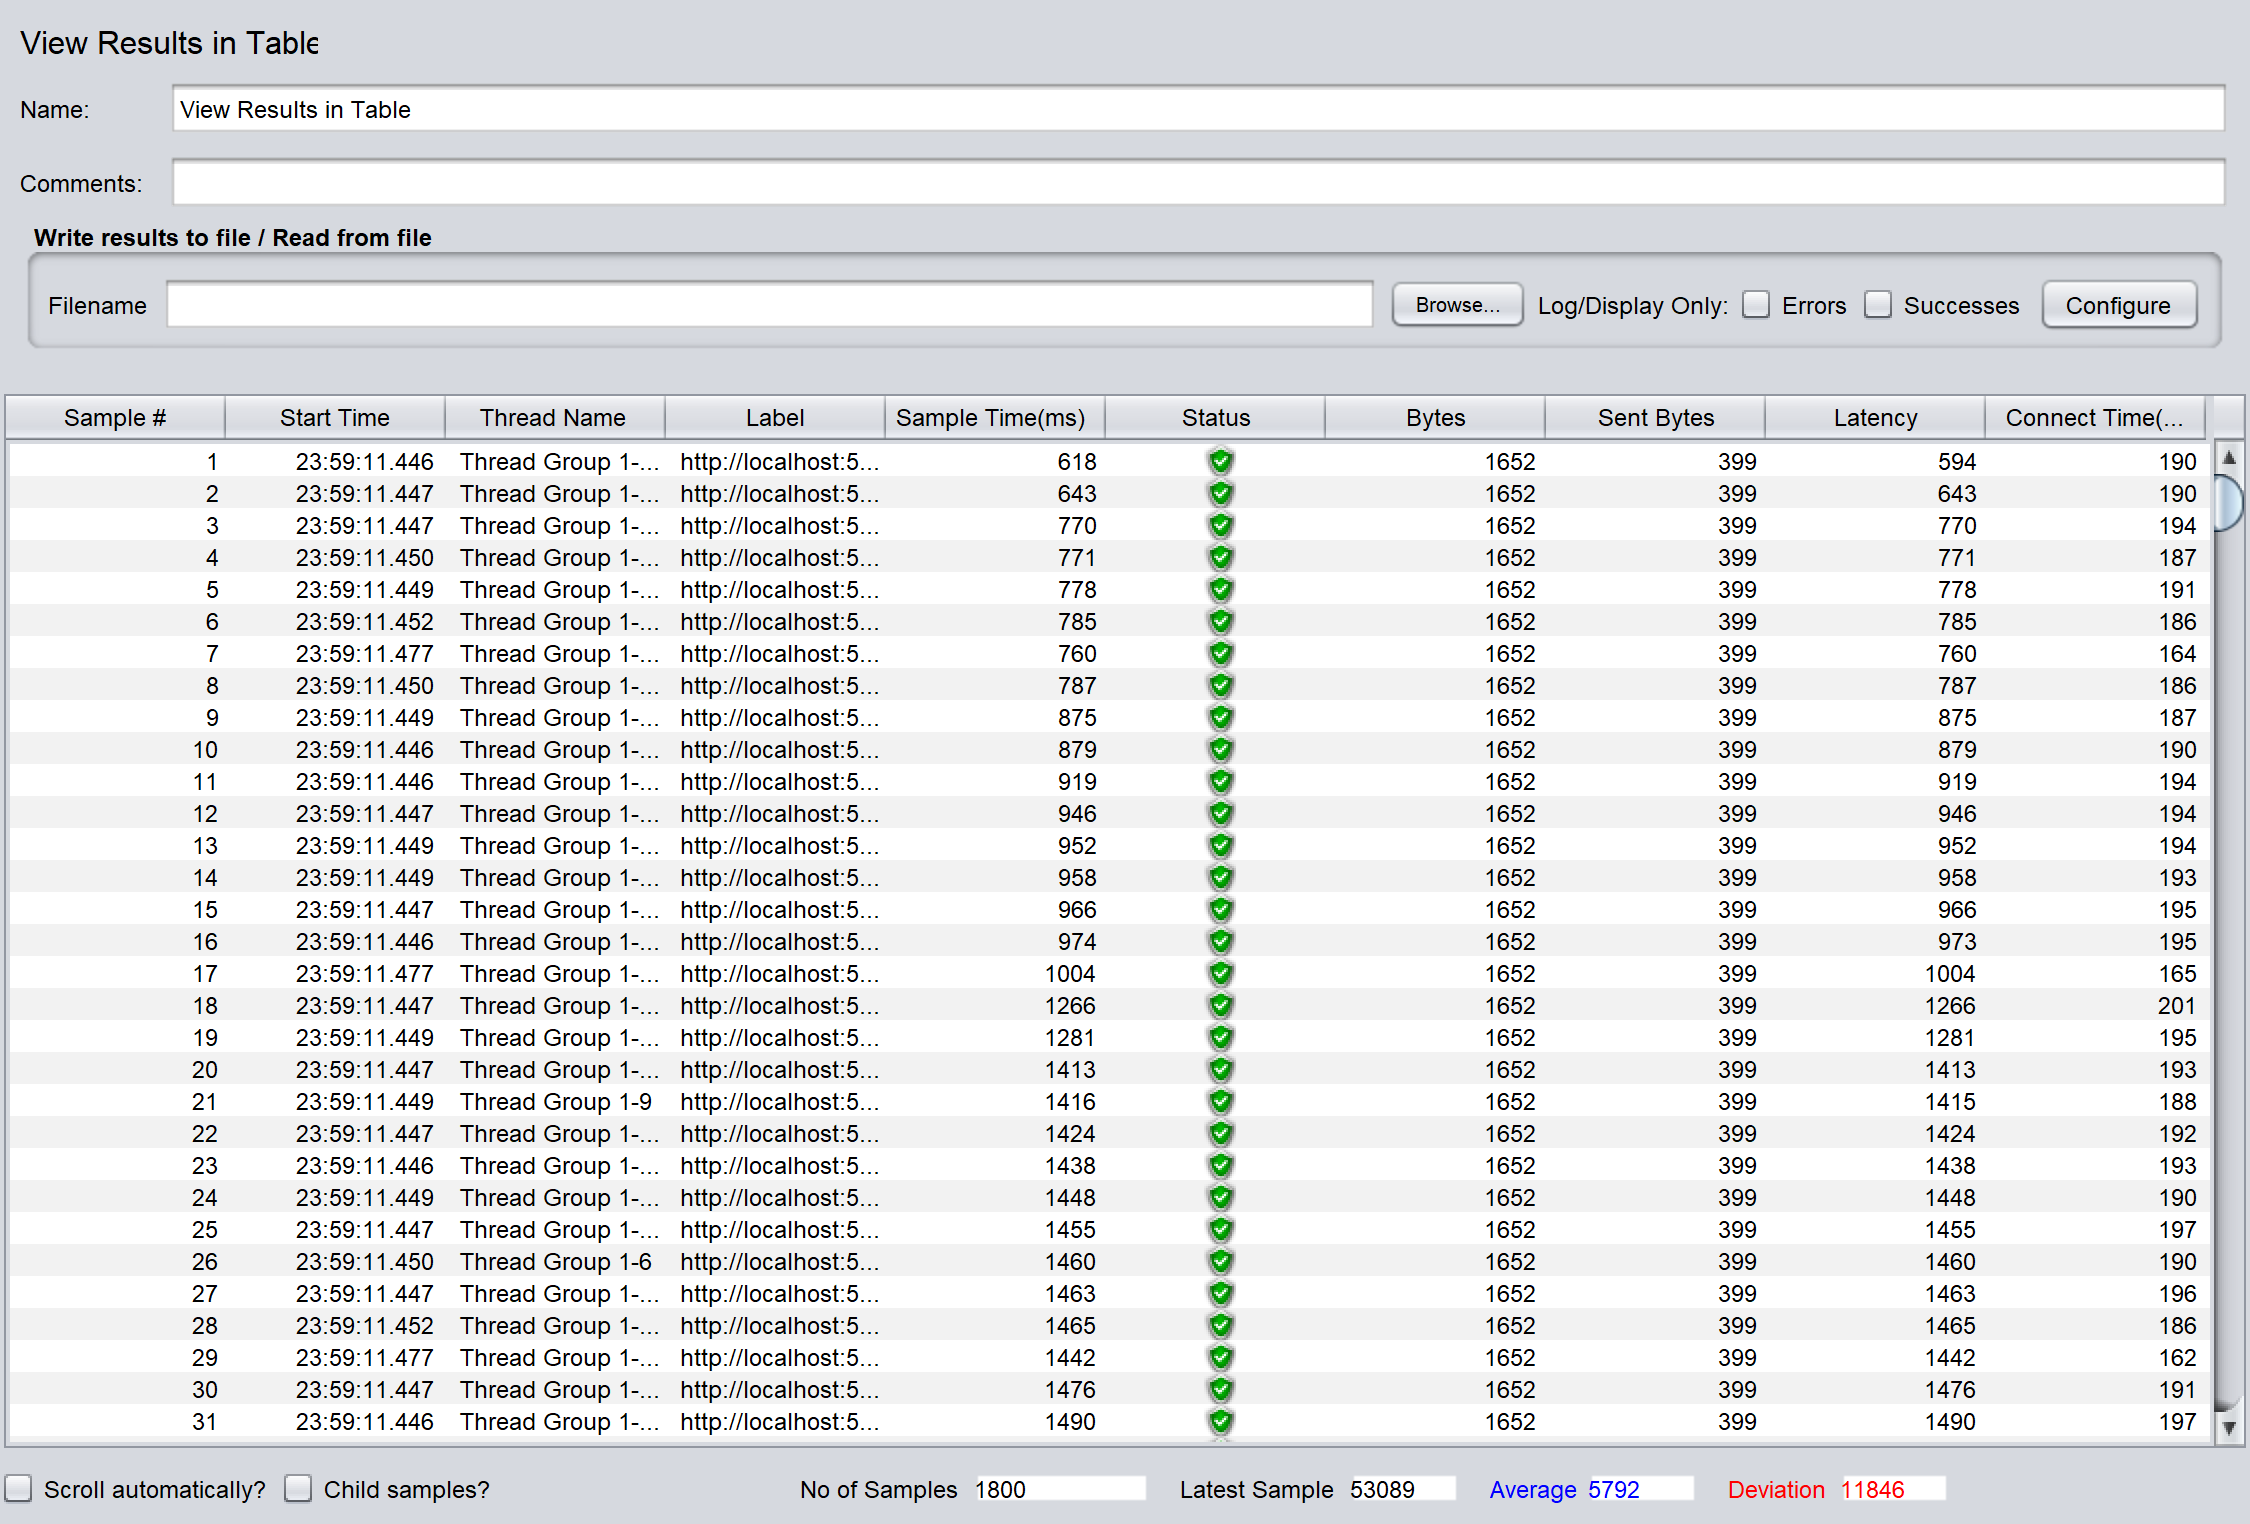 View Results in Table
Name: View Results in Table
Comments:
Write results to file / Read from file
Filename Browse... Log/Display Only: Errors Successes Configure
Sample # Start Time Thread Name Label Sample Time(ms) Status Bytes Sent Bytes Latency Connect Time(...
1 23:59:11.446 Thread Group 1-... http://localhost:5... 618 1652 399 594 190
2 23:59:11.447 Thread Group 1-... http://localhost:5... 643 1652 399 643 190
3 23:59:11.447 Thread Group 1-... http://localhost:5... 770 1652 399 770 194
4 23:59:11.450 Thread Group 1-... http://localhost:5... 771 1652 399 771 187
5 23:59:11.449 Thread Group 1-... http://localhost:5... 778 1652 399 778 191
6 23:59:11.452 Thread Group 1-... http://localhost:5... 785 1652 399 785 186
7 23:59:11.477 Thread Group 1-... http://localhost:5... 760 1652 399 760 164
8 23:59:11.450 Thread Group 1-... http://localhost:5... 787 1652 399 787 186
9 23:59:11.449 Thread Group 1-... http://localhost:5... 875 1652 399 875 187
10 23:59:11.446 Thread Group 1-... http://localhost:5... 879 1652 399 879 190
11 23:59:11.446 Thread Group 1-... http://localhost:5... 919 1652 399 919 194
12 23:59:11.447 Thread Group 1-... http://localhost:5... 946 1652 399 946 194
13 23:59:11.449 Thread Group 1-... http://localhost:5... 952 1652 399 952 194
14 23:59:11.449 Thread Group 1-... http://localhost:5... 958 1652 399 958 193
15 23:59:11.447 Thread Group 1-... http://localhost:5... 966 1652 399 966 195
16 23:59:11.446 Thread Group 1-... http://localhost:5... 974 1652 399 973 195
17 23:59:11.477 Thread Group 1-... http://localhost:5... 1004 1652 399 1004 165
18 23:59:11.447 Thread Group 1-... http://localhost:5... 1266 1652 399 1266 201
19 23:59:11.449 Thread Group 1-... http://localhost:5... 1281 1652 399 1281 195
20 23:59:11.447 Thread Group 1-... http://localhost:5... 1413 1652 399 1413 193
21 23:59:11.449 Thread Group 1-9 http://localhost:5... 1416 1652 399 1415 188
22 23:59:11.447 Thread Group 1-... http://localhost:5... 1424 1652 399 1424 192
23 23:59:11.446 Thread Group 1-... http://localhost:5... 1438 1652 399 1438 193
24 23:59:11.449 Thread Group 1-... http://localhost:5... 1448 1652 399 1448 190
25 23:59:11.447 Thread Group 1-... http://localhost:5... 1455 1652 399 1455 197
26 23:59:11.450 Thread Group 1-6 http://localhost:5... 1460 1652 399 1460 190
27 23:59:11.447 Thread Group 1-... http://localhost:5... 1463 1652 399 1463 196
28 23:59:11.452 Thread Group 1-... http://localhost:5... 1465 1652 399 1465 186
29 23:59:11.477 Thread Group 1-... http://localhost:5... 1442 1652 399 1442 162
30 23:59:11.447 Thread Group 1-... http://localhost:5... 1476 1652 399 1476 191
31 23:59:11.446 Thread Group 1-... http://localhost:5... 1490 1652 399 1490 197
Scroll automatically? Child samples? No of Samples 1800 Latest Sample 53089 Average 5792 Deviation 11846